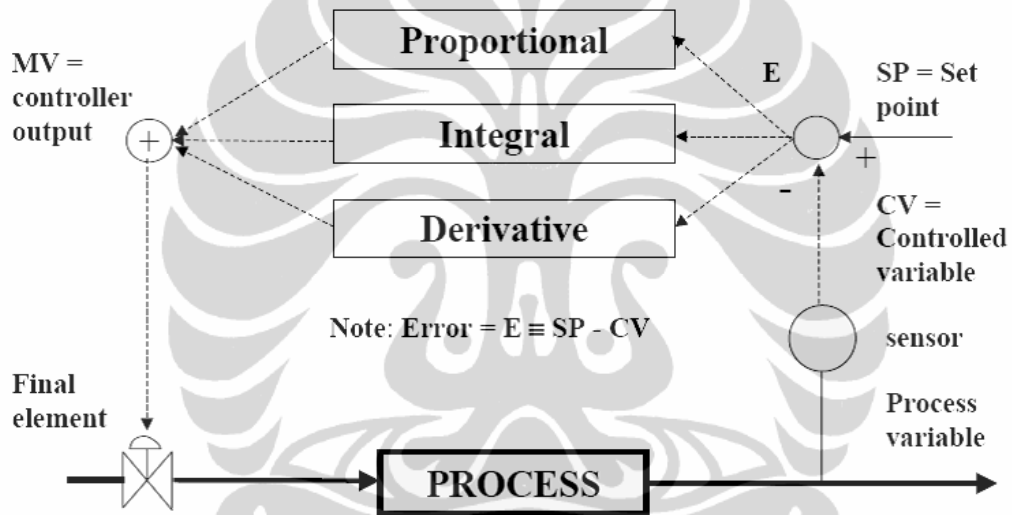 Proportional
MV =
controller
output
E
SP = Set
point
+
Integral
+
-
CV =
Controlled
variable
Derivative
Note: Error = E ≡ SP - CV
sensor
Final
element
Process
variable
PROCESS